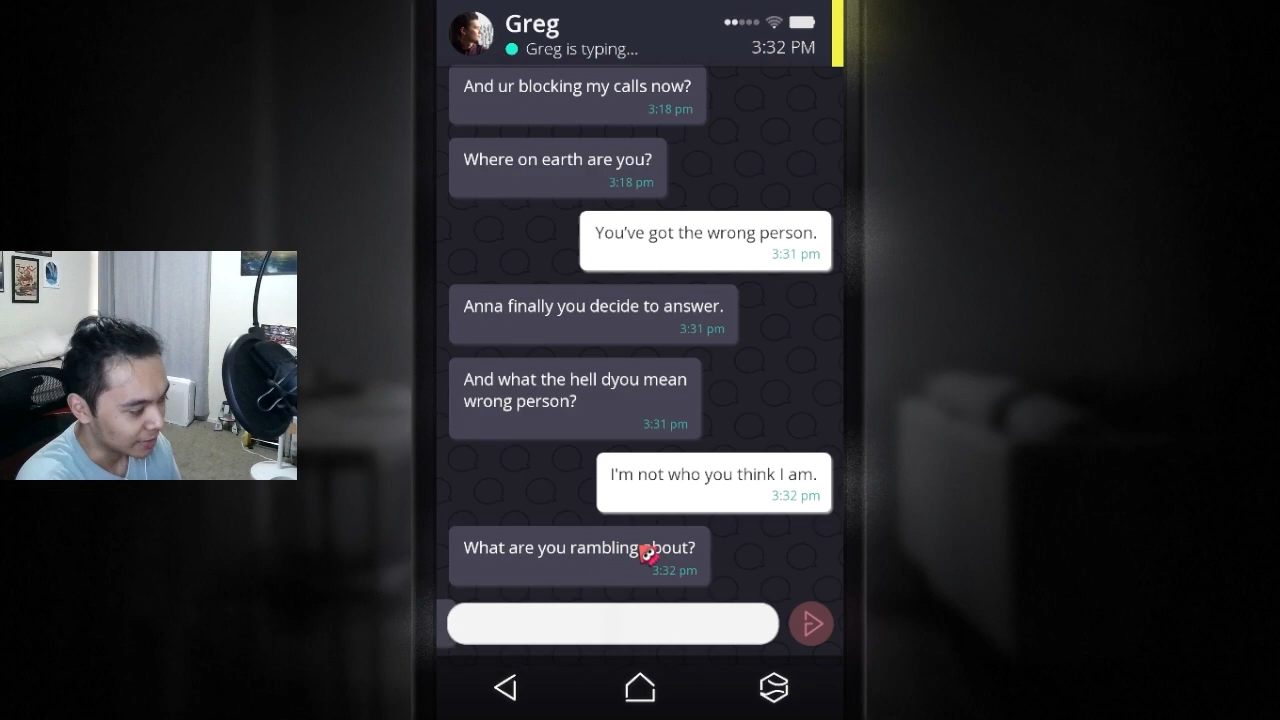 Greg
Greg is typing...
3:32 PM
And ur blocking my calls now?
3:18 pm
Where on earth are you?
3:18 pm
You've got the wrong person.
3:31 pm
Anna finally you decide to answer.
3:31 pm
And what the hell dyou mean
wrong person?
3:31 pm
I'm not who you think I am.
3:32 pm
What are you rambling about?
3:32 pm